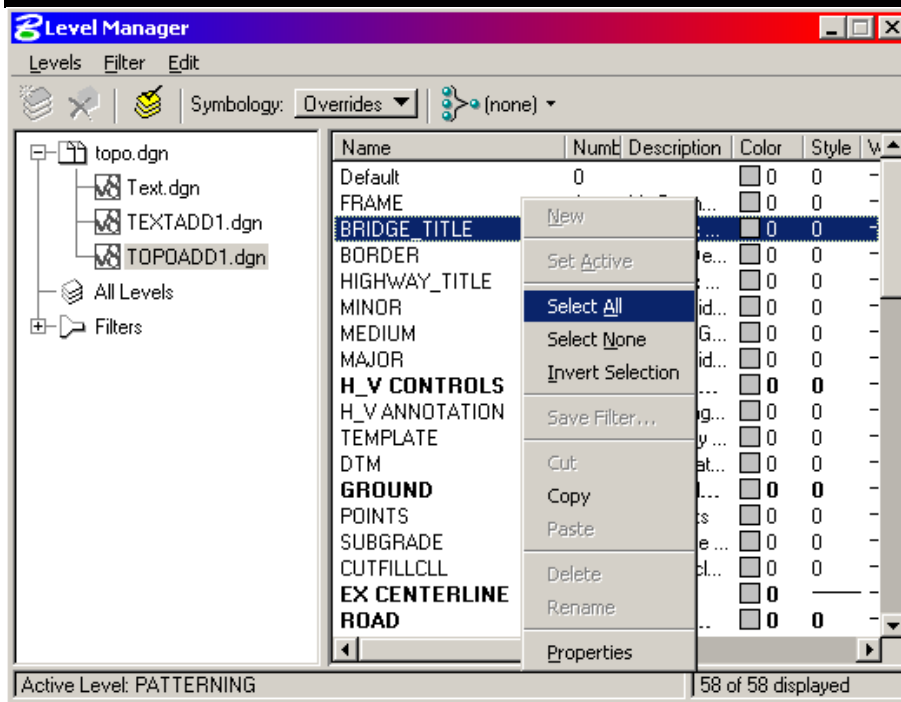 Level Manager
Levels Filter Edit
Symbology: Overrides (none)
topo.dgn
Text.dgn
TEXTADD1.dgn
TOPOADD1.dgn
All Levels
Filters
Name Numb Description Color Style
Default 0 0 0
FRAME 0 0
BRIDGE_TITLE ... 0 0
BORDER e... 0 0
HIGHWAY_TITLE ... 0 0
MINOR id... 0 0
MEDIUM G... 0 0
MAJOR id... 0 0
H_V CONTROLS ... 0 0
H_V ANNOTATION g... 0 0
TEMPLATE y ... 0 0
DTM at... 0 0
GROUND ... 0 0
POINTS s 0 0
SUBGRADE e ... 0 0
CUTFILLCLL cl... 0 0
EX CENTERLINE 0
ROAD .. 0 0
New
Set Active
Select All
Select None
Invert Selection
Save Filter...
Cut
Copy
Paste
Delete
Rename
Properties
Active Level: PATTERNING 58 of 58 displayed